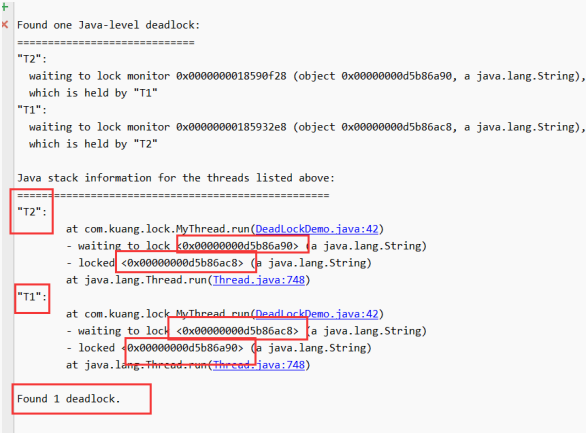 Found one Java-level deadlock:
=============================
"T2":
waiting to lock monitor 0x0000000018590f28 (object 0x00000000d5b86a90, a java.lang.String),
which is held by "T1"
"T1":
waiting to lock monitor 0x00000000185932e8 (object 0x00000000d5b86ac8, a java.lang.String),
which is held by "T2"
Java stack information for the threads listed above:
===================================================
"T2":
at com.kuang.lock.MyThread.run(DeadLockDemo.java:42)
- waiting to lock <0x00000000d5b86a90> (a java.lang.String)
- locked <0x00000000d5b86ac8> (a java.lang.String)
at java.lang.Thread.run(Thread.java:748)
"T1":
at com.kuang.lock.MyThread.run(DeadLockDemo.java:42)
- waiting to lock <0x00000000d5b86ac8> (a java.lang.String)
- locked <0x00000000d5b86a90> (a java.lang.String)
at java.lang.Thread.run(Thread.java:748)
Found 1 deadlock.